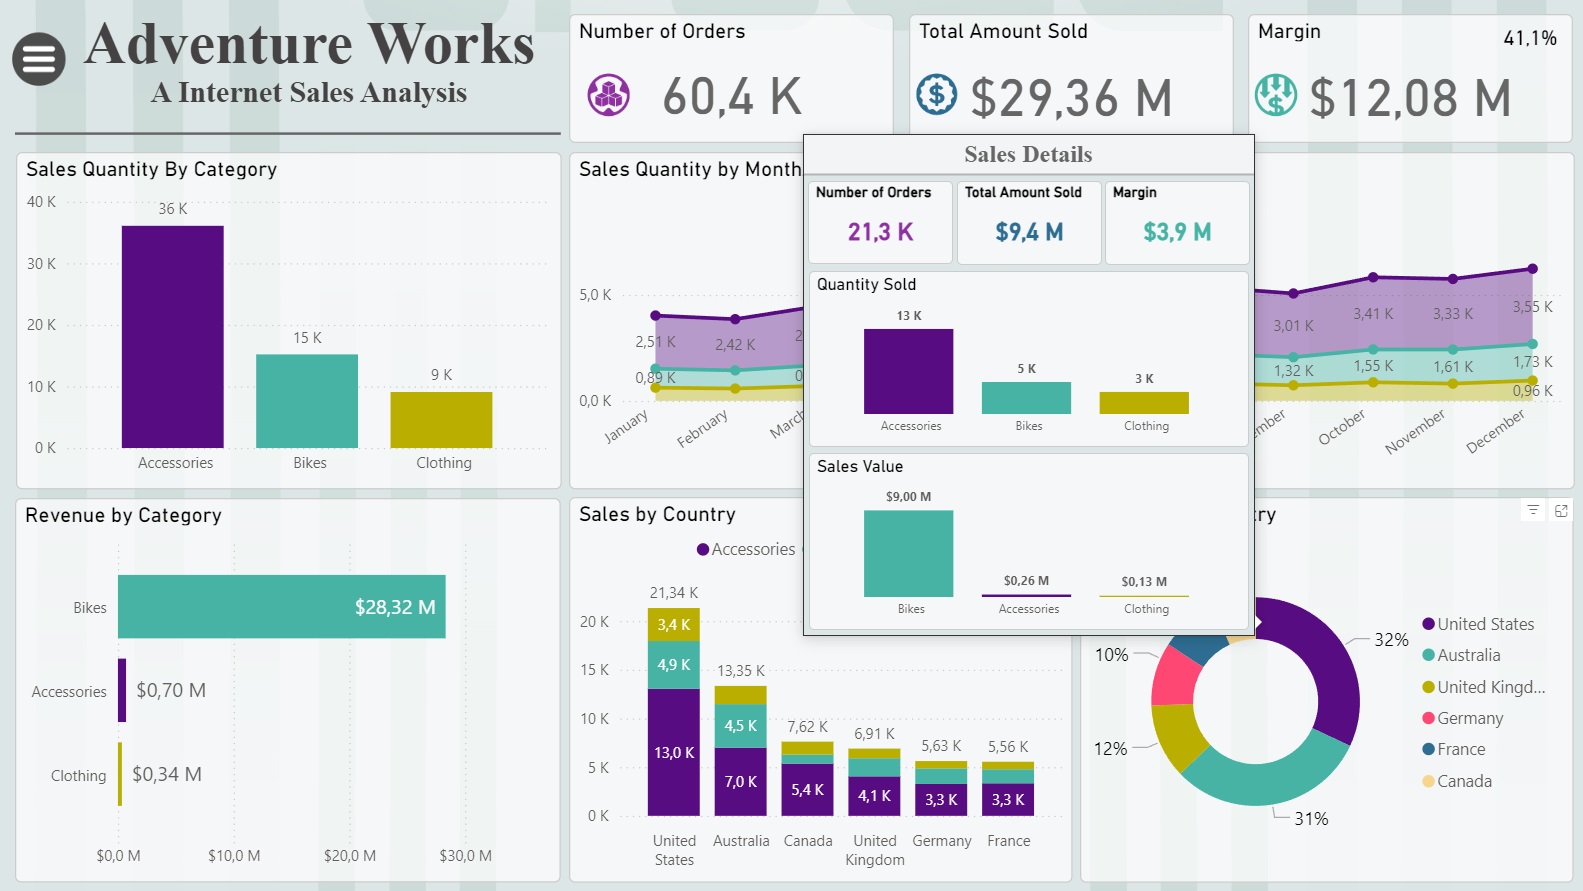 Adventure Works
A Internet Sales Analysis
Number of Orders
60,4 K
Total Amount Sold
$29,36 M
Margin
41,1%
$12,08 M
Sales Quantity By Category
40 K
30 K
20 K
10 K
0 K
36 K
15 K
9 K
Accessories
Bikes
Clothing
Sales Quantity by Month
5,0 K
0,0 K
2,51 K
2,42 K
2
0,89 K
0
3,01 K
3,41 K
3,33 K
3,55 K
1,32 K
1,55 K
1,61 K
1,73 K
0,96 K
January
February
March
ember
October
November
December
Sales Details
Number of Orders
21,3 K
Total Amount Sold
$9,4 M
Margin
$3,9 M
Quantity Sold
13 K
5 K
3 K
Accessories
Bikes
Clothing
Sales Value
$9,00 M
$0,26 M
$0,13 M
Bikes
Accessories
Clothing
Revenue by Category
Bikes
$28,32 M
Accessories
$0,70 M
Clothing
$0,34 M
$0,0 M
$10,0 M
$20,0 M
$30,0 M
Sales by Country
Accessories
20 K
15 K
10 K
5 K
0 K
21,34 K
3,4 K
4,9 K
13,0 K
13,35 K
4,5 K
7,0 K
7,62 K
5,4 K
6,91 K
4,1 K
5,63 K
3,3 K
5,56 K
3,3 K
United
States
Australia
Canada
United
Kingdom
Germany
France
ry
32%
31%
12%
10%
United States
Australia
United Kingd...
Germany
France
Canada